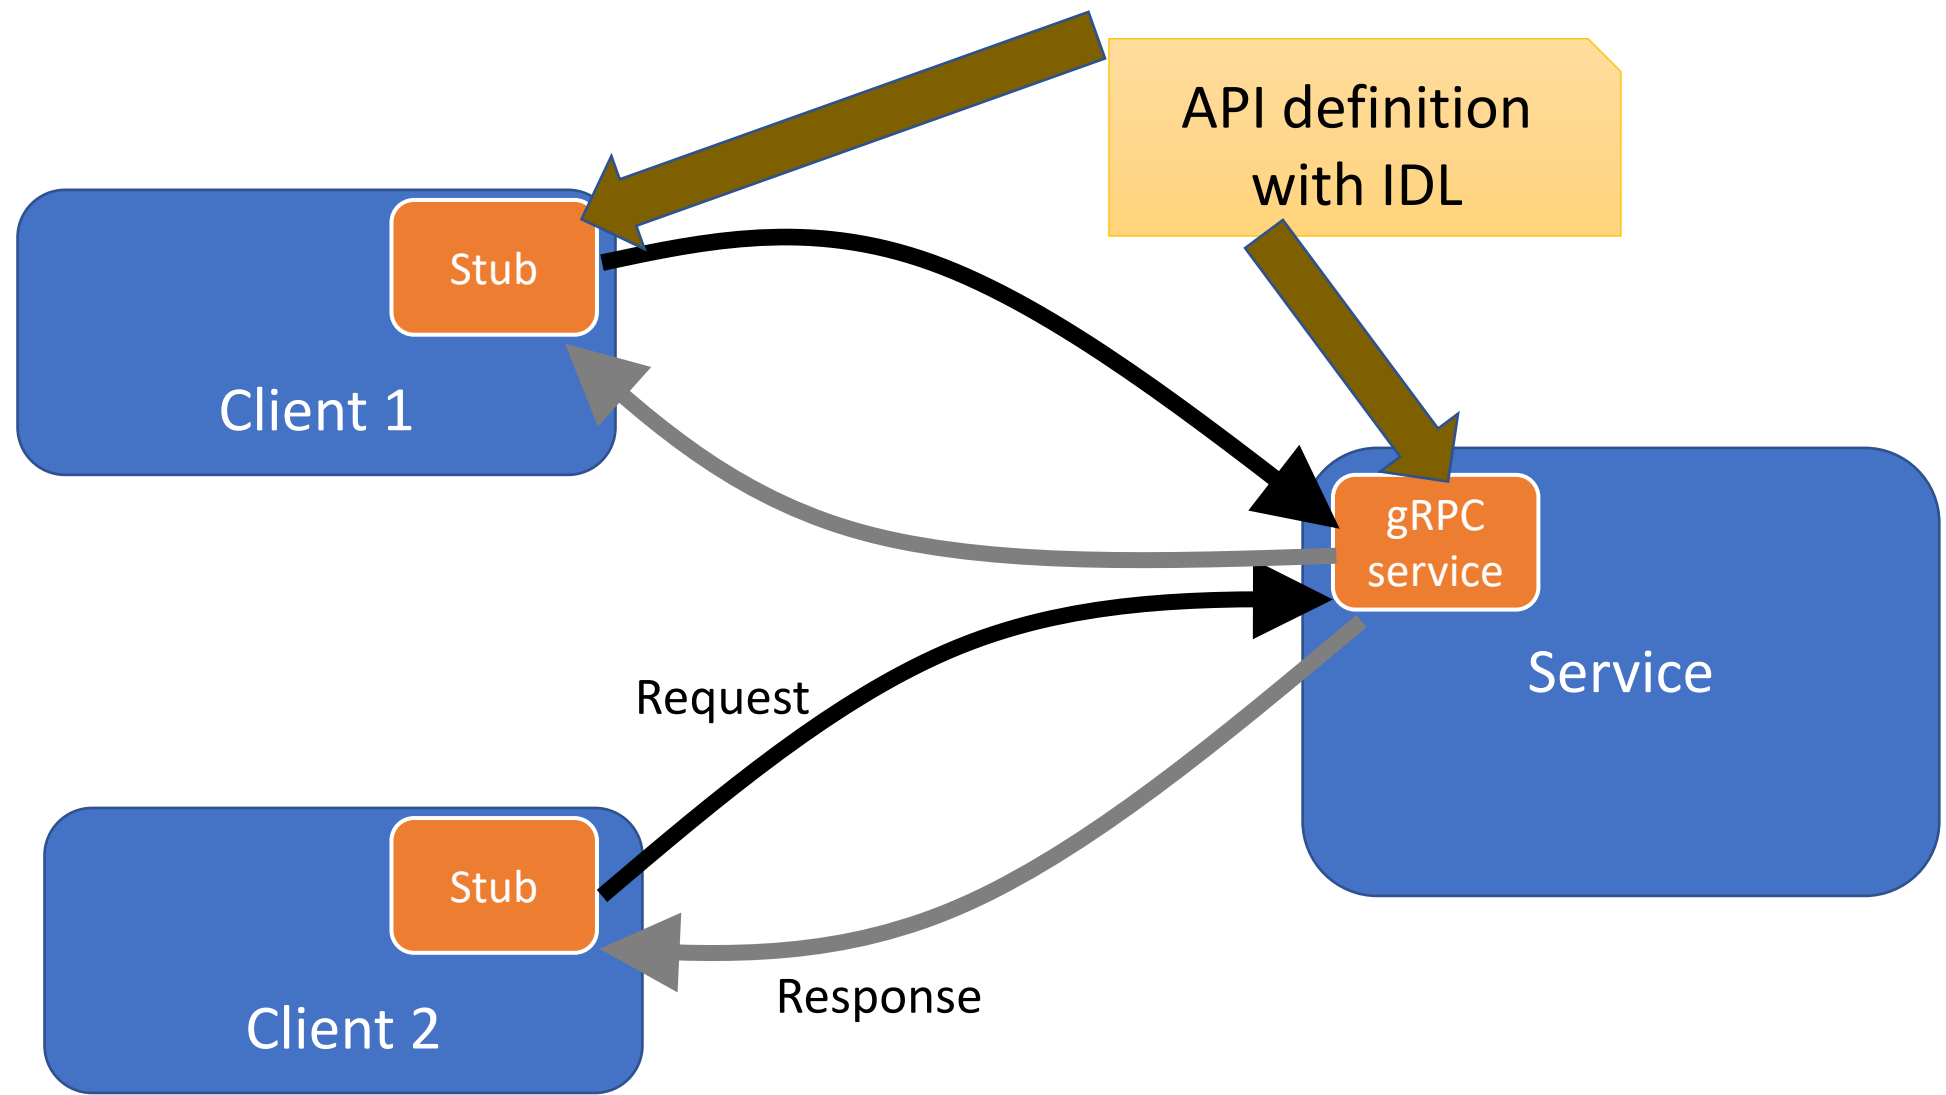 API definition
with IDL
Stub
Client 1
gRPC
service
Service
Request
Stub
Client 2
Response